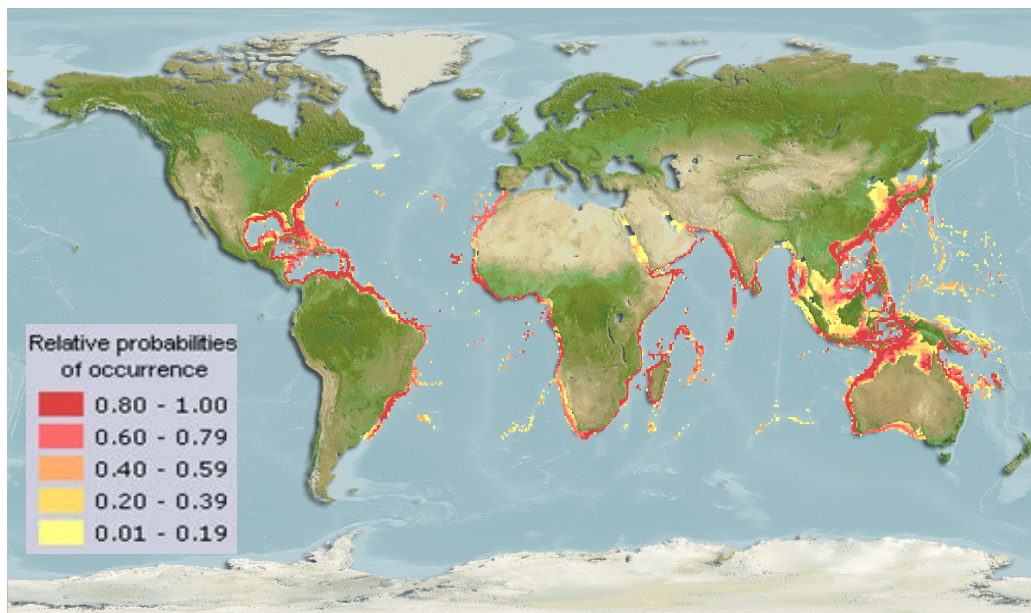 Relative probabilities
of occurrence
0.80 - 1.00
0.60 - 0.79
0.40 - 0.59
0.20 - 0.39
0.01 - 0.19